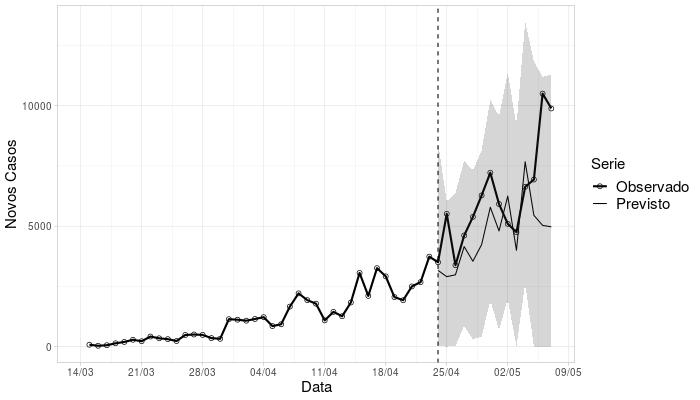 Novos Casos
10000
5000
0
14/03 21/03 28/03 04/04 11/04 18/04 25/04 02/05 09/05
Data
Serie
Observado
Previsto